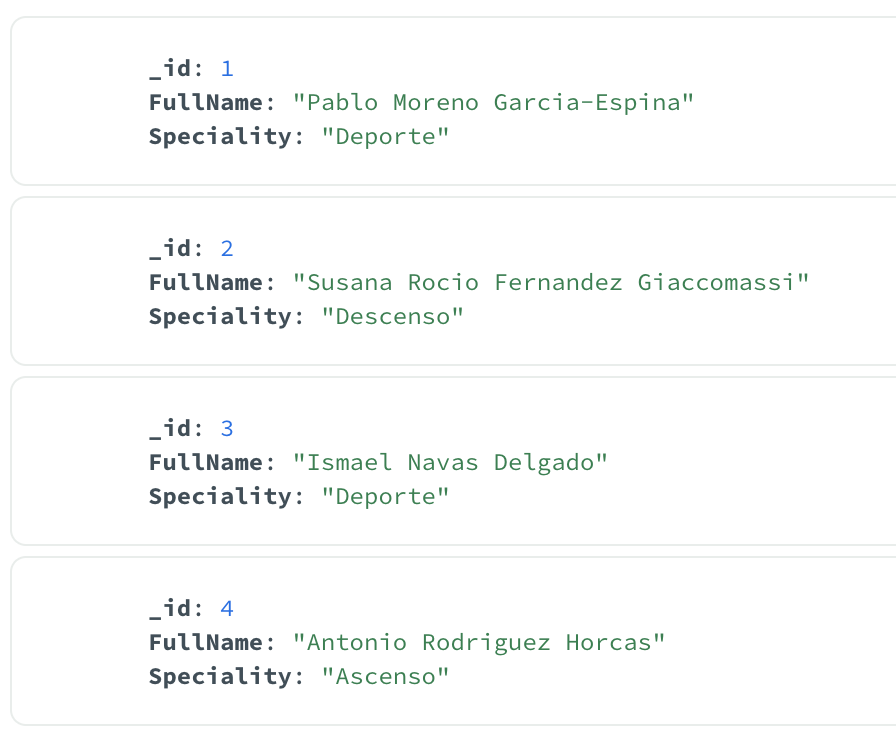 _id: 1
FullName: "Pablo Moreno Garcia-Espina"
Speciality: "Deporte"
_id: 2
FullName: "Susana Rocio Fernandez Giaccomassi"
Speciality: "Descenso"
_id: 3
FullName: "Ismael Navas Delgado"
Speciality: "Deporte"
_id: 4
FullName: "Antonio Rodriguez Horcas"
Speciality: "Ascenso"